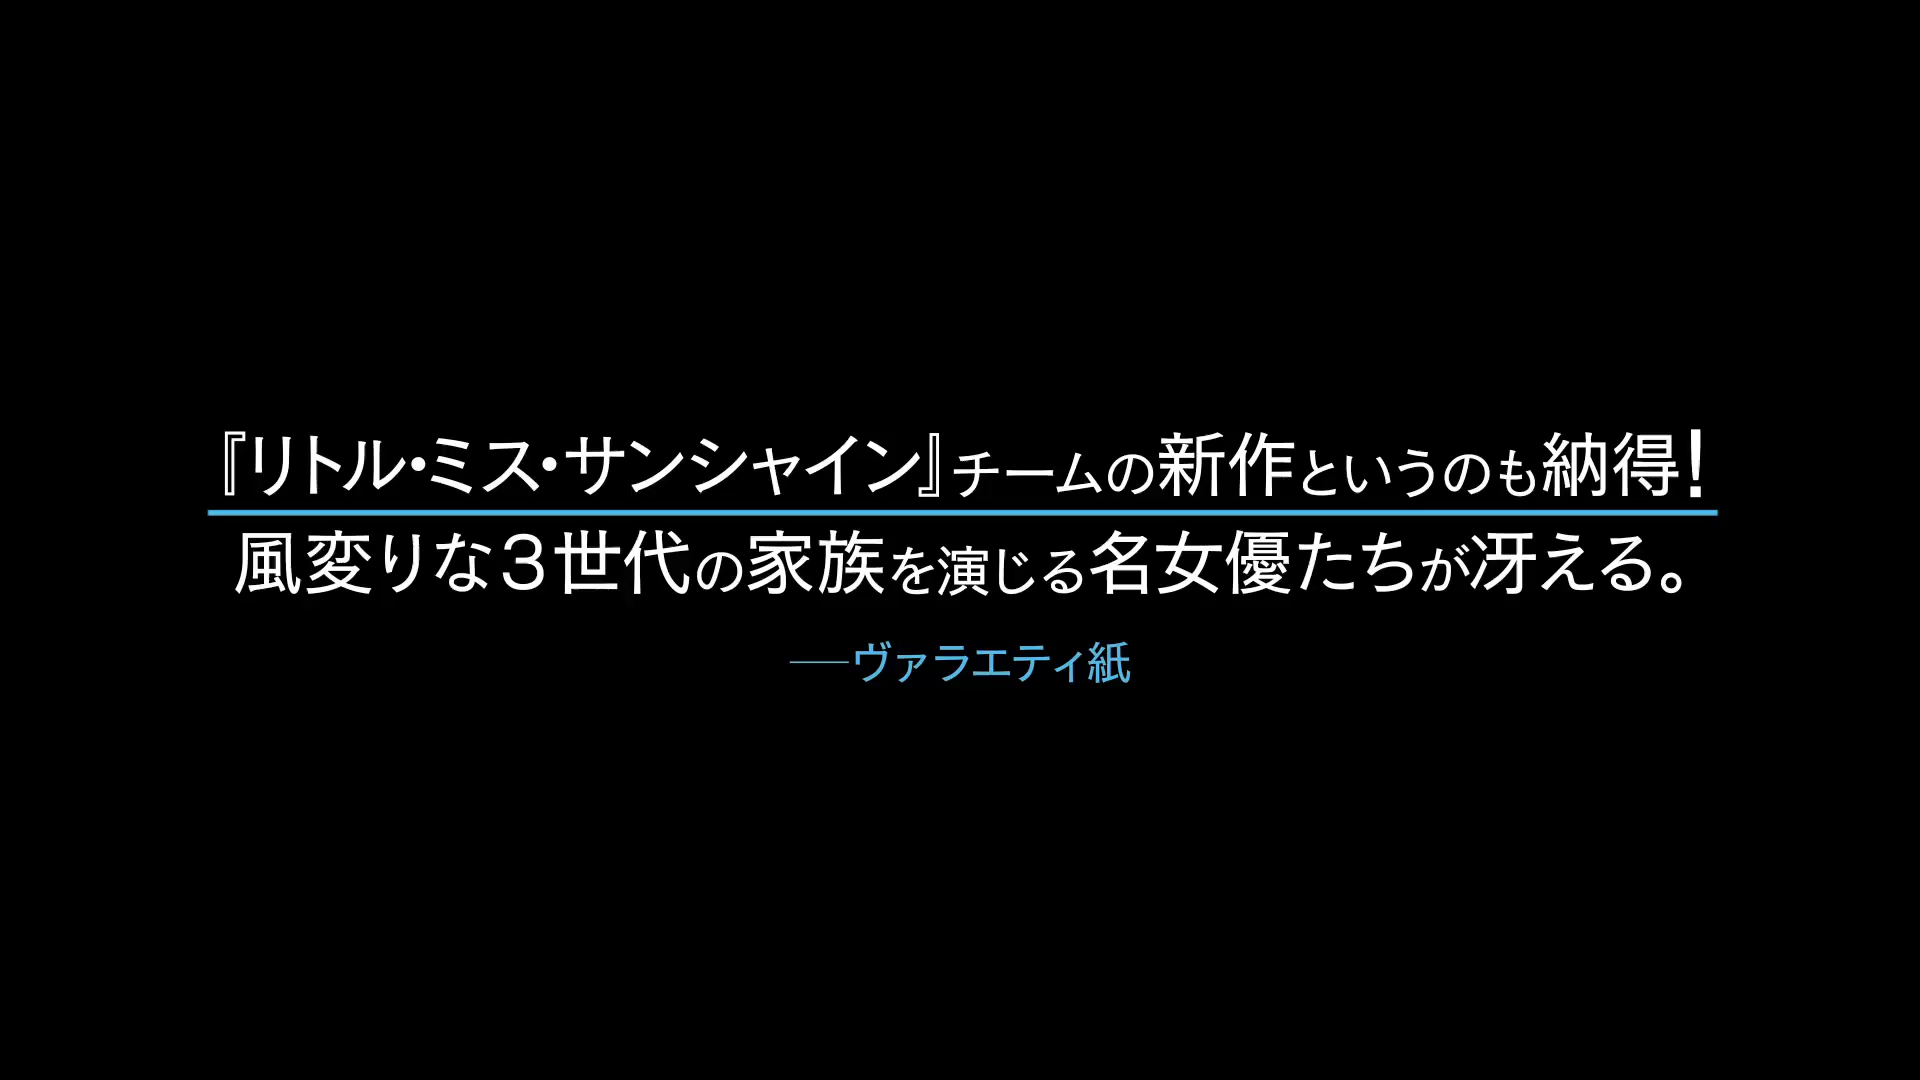 『リトル・ミス・サンシャイン』チームの新作というのも納得！
風変りな３世代の家族を演じる名女優たちが冴える。
──ヴァラエティ紙